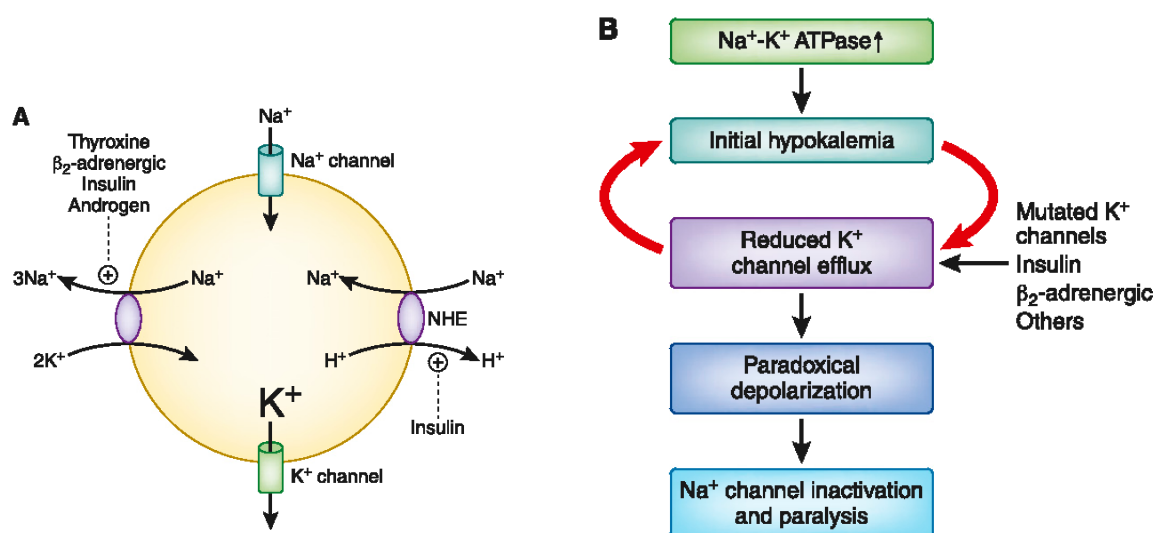 A
Thyroxine
β₂-adrenergic
Insulin
Androgen
Na⁺
Na⁺ channel
3Na⁺
Na⁺
2K⁺
Na⁺
Na⁺
NHE
H⁺
H⁺
Insulin
K⁺
K⁺ channel
B
Na⁺-K⁺ ATPase↑
Initial hypokalemia
Reduced K⁺
channel efflux
Mutated K⁺
channels
Insulin
β₂-adrenergic
Others
Paradoxical
depolarization
Na⁺ channel inactivation
and paralysis